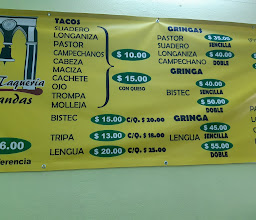 TACOS
SUADERO
LONGANIZA
PASTOR
CAMPECHANOS
CABEZA
MACIZA
CACHETE
OJO
TROMPA
MOLLEJA
$ 10.00
$ 15.00
CON QUESO
BISTEC $ 15.00 C/Q. $ 20.00
TRIPA $ 13.00 C/Q. $ 18.00
LENGUA $ 20.00 C/Q. $ 25.00
GRINGAS
PASTOR
SUADERO
LONGANIZA
CAMPECHANO
$ 35.00
SENCILLA
$ 40.00
DOBLE
GRINGA
BISTEC
$ 40.00
SENCILLA
$ 50.00
DOBLE
GRINGA
LENGUA
$ 45.00
SENCILLA
$ 55.00
DOBLE
Taquería
andas
6.00
ferencia